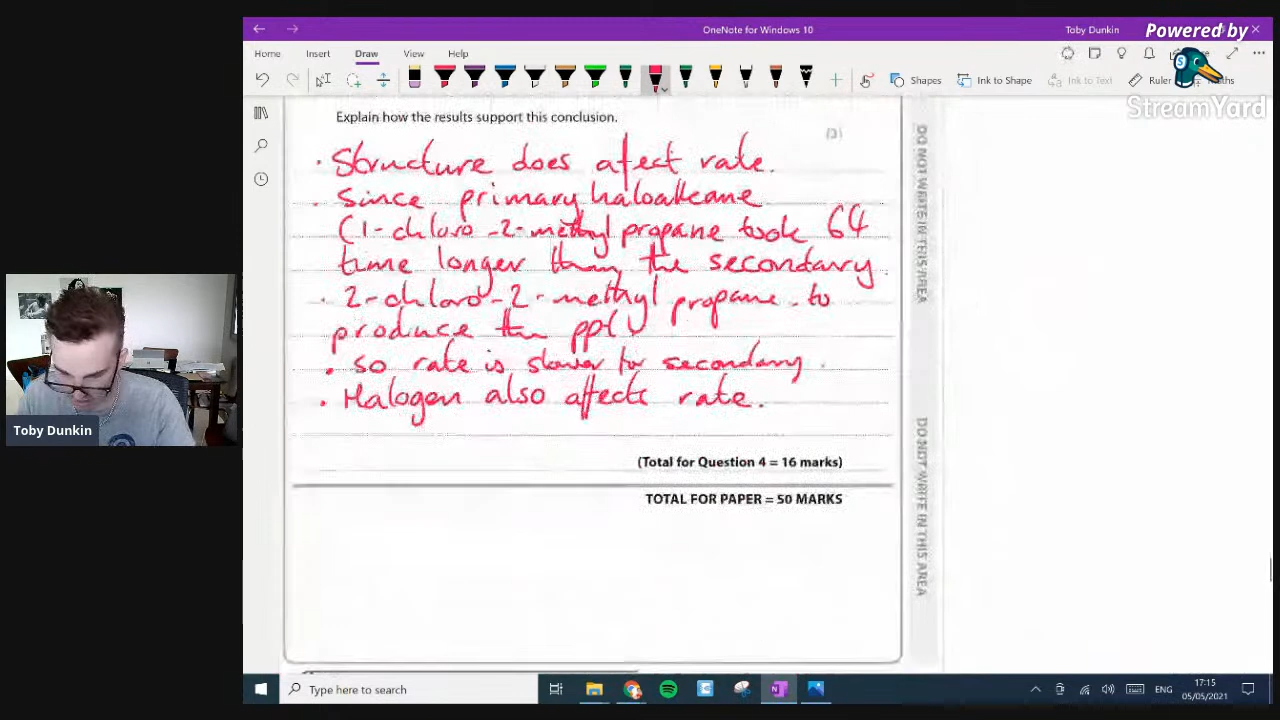 OneNote for Windows 10
Toby Dunkin
Powered by
StreamYard
Home Insert Draw View Help
Shapes Ink to Shape Ink to Text Ruler
Explain how the results support this conclusion.
(3)
· Structure does afect rate.
. Since primary haloalkane
(1-chloro-2-methyl propane took 64
time longer than the secondary.
· 2-chloro-2-methyl propane. to
produce the ppt(
. so rate is slower for secondary.
. Halogen also affects rate.
(Total for Question 4 = 16 marks)
TOTAL FOR PAPER = 50 MARKS
DO NOT WRITE IN THIS AREA
DO NOT WRITE IN THIS AREA
Toby Dunkin
Type here to search
ENG
17:15
05/05/2021